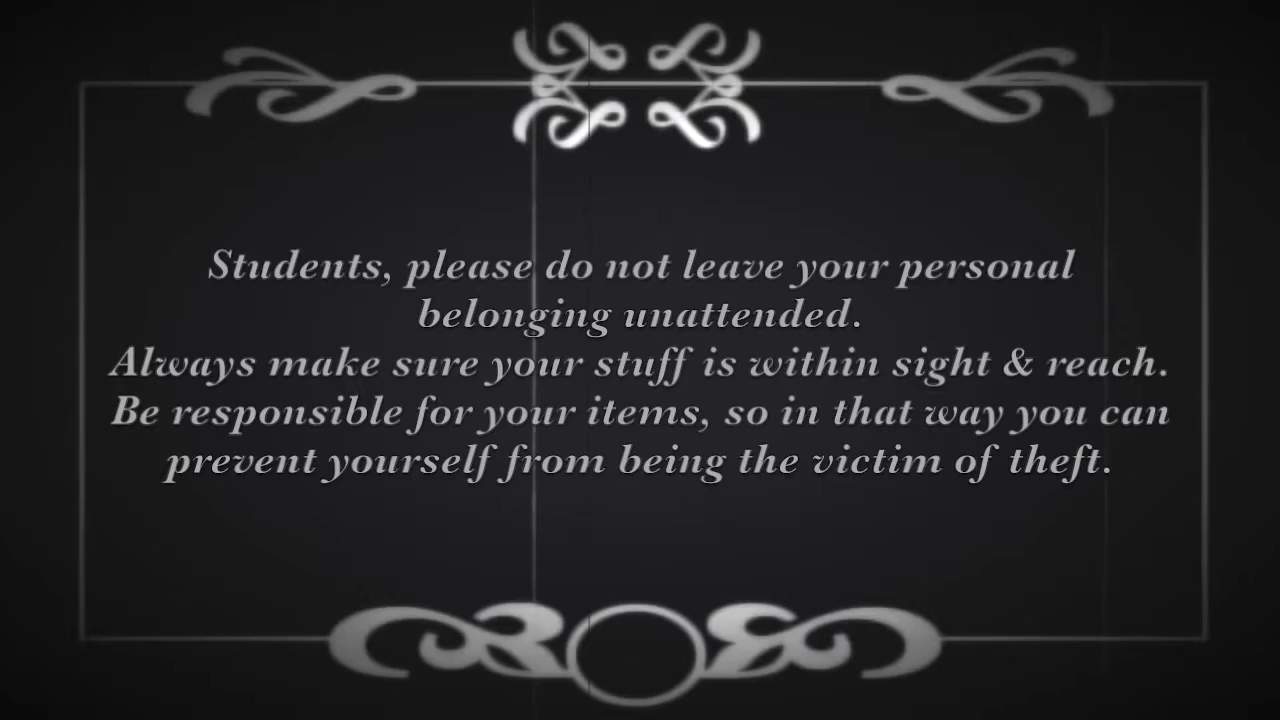 Students, please do not leave your personal
belonging unattended.
Always make sure your stuff is within sight & reach.
Be responsible for your items, so in that way you can
prevent yourself from being the victim of theft.